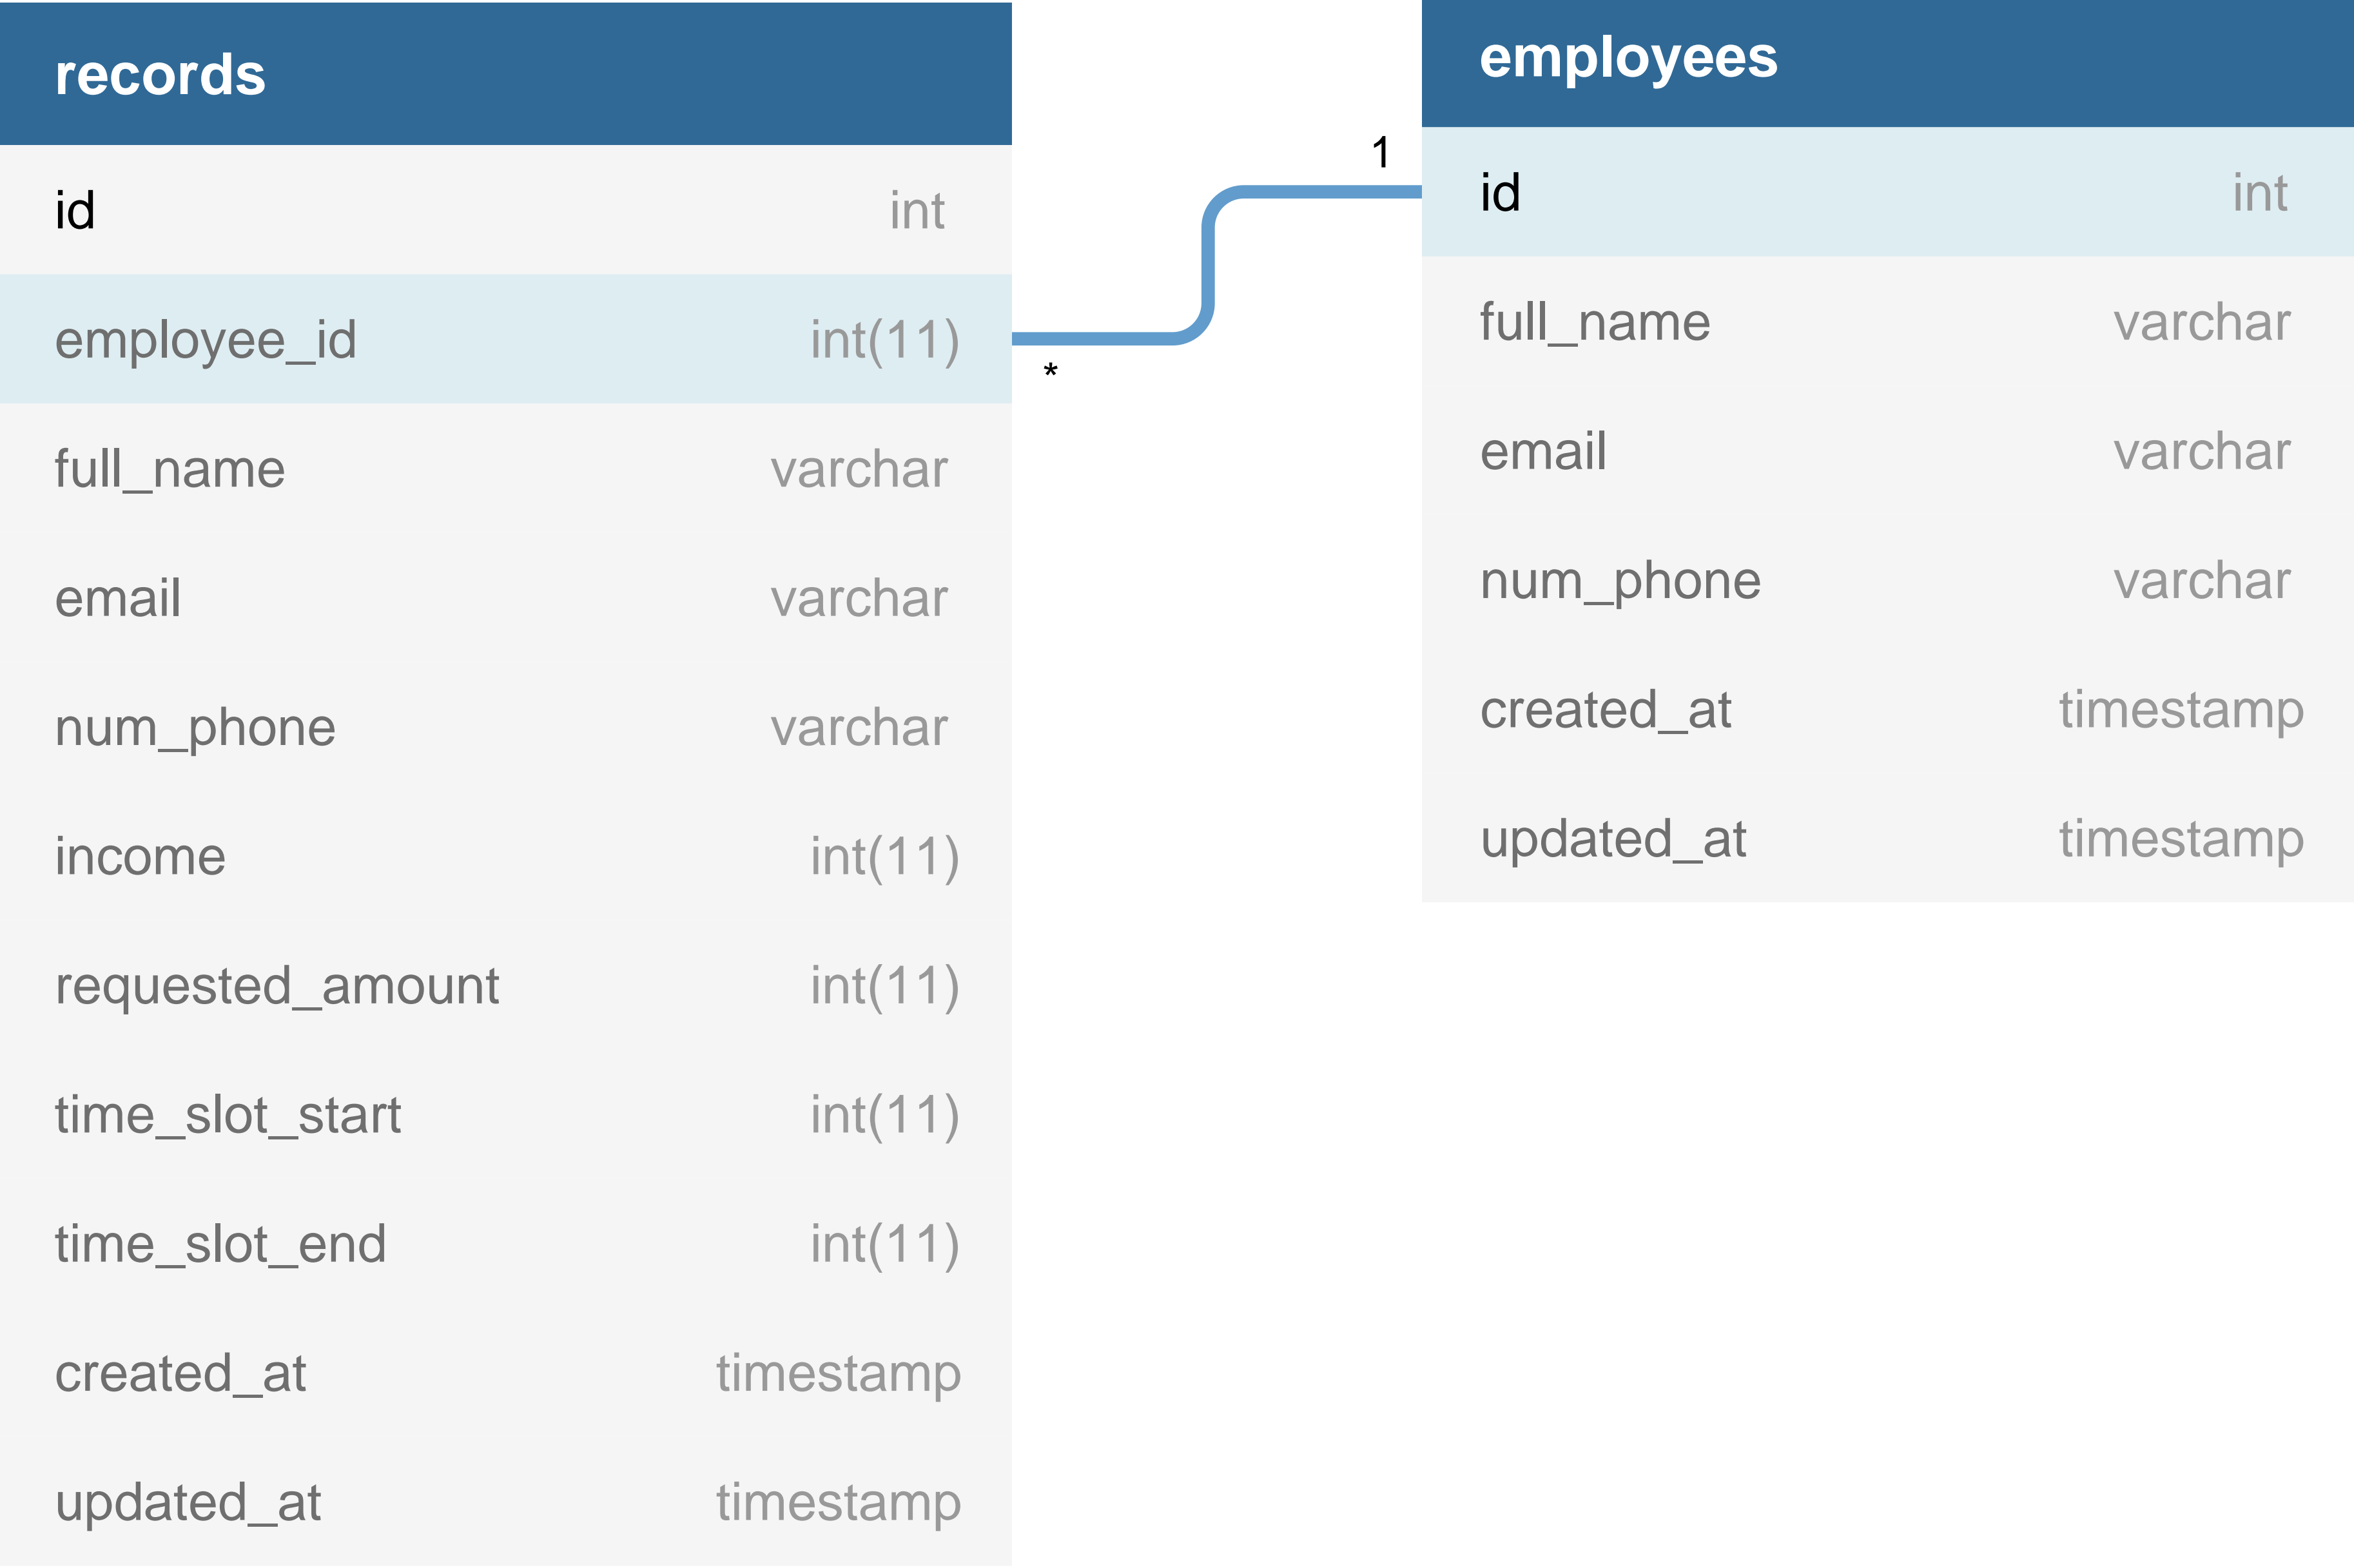 records
id int
employee_id int(11)
full_name varchar
email varchar
num_phone varchar
income int(11)
requested_amount int(11)
time_slot_start int(11)
time_slot_end int(11)
created_at timestamp
updated_at timestamp
1
*
employees
id int
full_name varchar
email varchar
num_phone varchar
created_at timestamp
updated_at timestamp